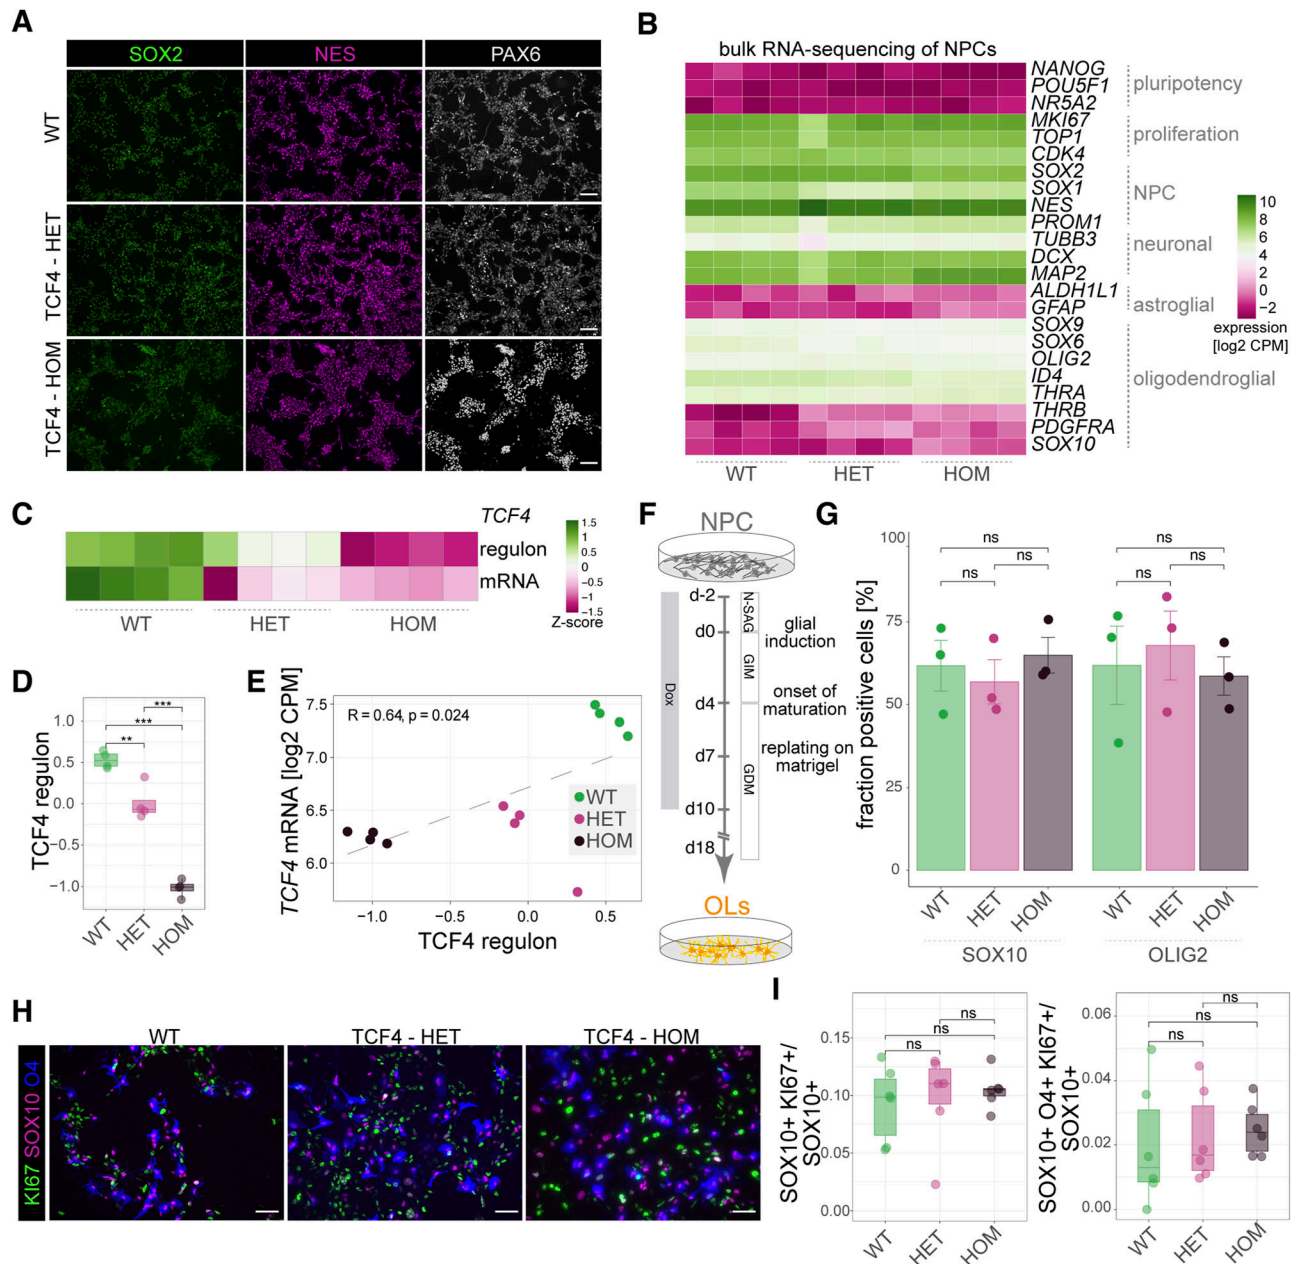 A
SOX2
NES
PAX6
WT
TCF4 - HET
TCF4 - HOM
B
bulk RNA-sequencing of NPCs
NANOG
POU5F1
NR5A2
MKI67
TOP1
CDK4
SOX2
SOX1
NES
PROM1
TUBB3
DCX
MAP2
ALDH1L1
GFAP
SOX9
SOX6
OLIG2
ID4
THRA
THRB
PDGFRA
SOX10
pluripotency
proliferation
NPC
neuronal
astroglial
oligodendroglial
10
8
6
4
2
0
−2
expression
[log2 CPM]
WT
HET
HOM
C
TCF4
regulon
mRNA
1.5
1
0.5
0
−0.5
−1
−1.5
Z-score
WT
HET
HOM
D
TCF4 regulon
1.0
0.5
0.0
−0.5
−1.0
***
***
**
WT
HET
HOM
E
TCF4 mRNA [log2 CPM]
7.5
7.0
6.5
6.0
R = 0.64, p = 0.024
WT
HET
HOM
−1.0
−0.5
0.0
0.5
TCF4 regulon
F
NPC
d-2
d0
d4
d7
d10
d18
Dox
N-SAG
GIM
GDM
glial
induction
onset of
maturation
replating on
matrigel
OLs
G
fraction positive cells [%]
100
75
50
25
0
ns
ns
ns
ns
ns
ns
WT
HET
HOM
WT
HET
HOM
SOX10
OLIG2
H
KI67 SOX10 O4
WT
TCF4 - HET
TCF4 - HOM
I
SOX10+ KI67+/
SOX10+
0.15
0.10
0.05
0.00
ns
ns
ns
WT
HET
HOM
SOX10+ O4+ KI67+/
SOX10+
0.06
0.04
0.02
0.00
ns
ns
ns
WT
HET
HOM